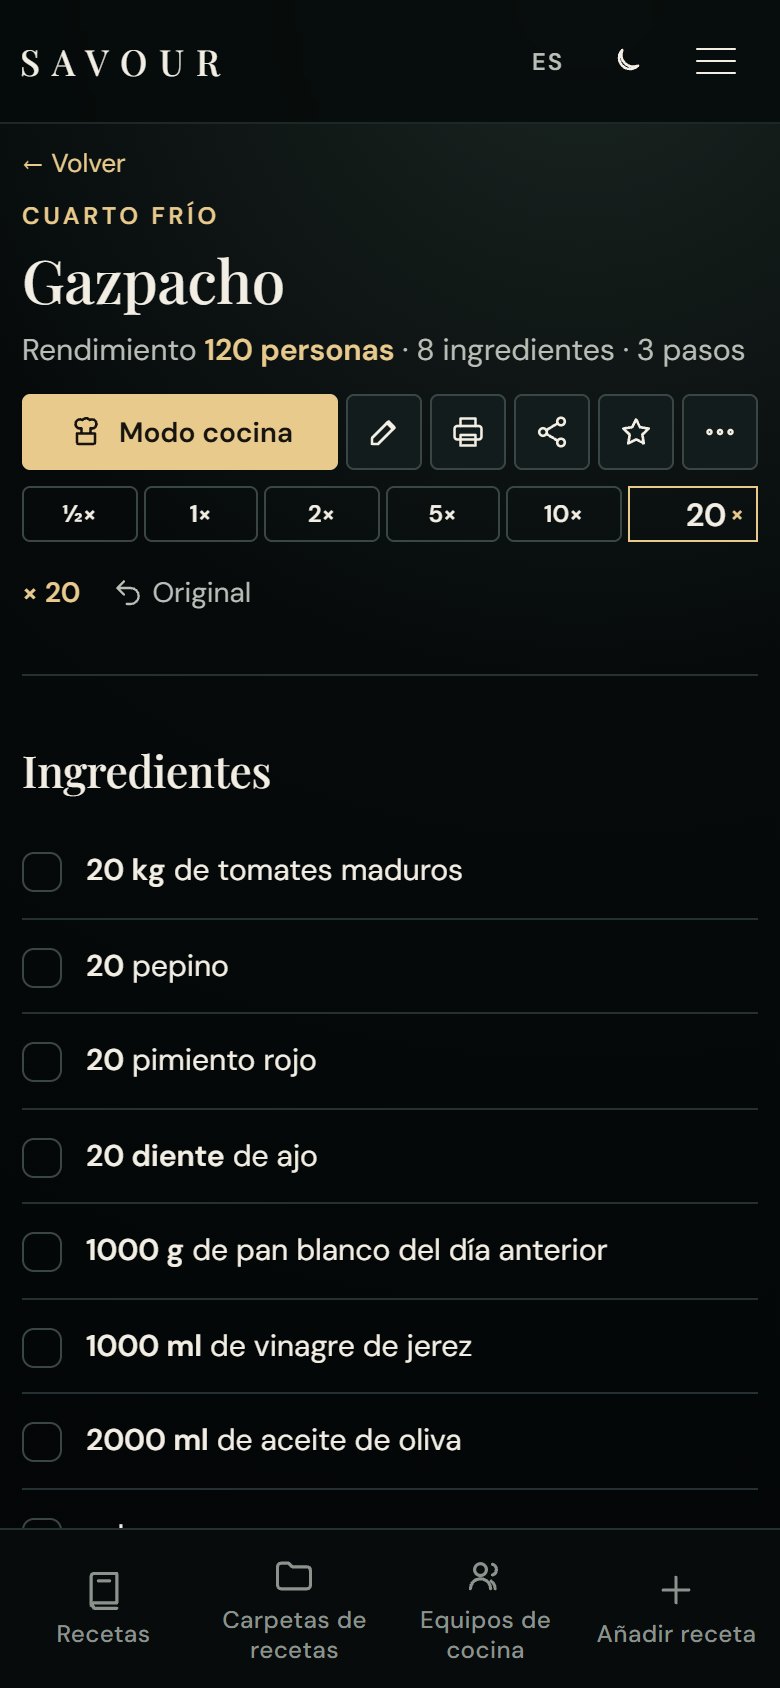 SAVOUR
ES
← Volver
CUARTO FRÍO
Gazpacho
Rendimiento 120 personas · 8 ingredientes · 3 pasos
Modo cocina
½× 1× 2× 5× 10× 20 ×
× 20 Original
Ingredientes
20 kg de tomates maduros
20 pepino
20 pimiento rojo
20 diente de ajo
1000 g de pan blanco del día anterior
1000 ml de vinagre de jerez
2000 ml de aceite de oliva
Recetas
Carpetas de
recetas
Equipos de
cocina
Añadir receta